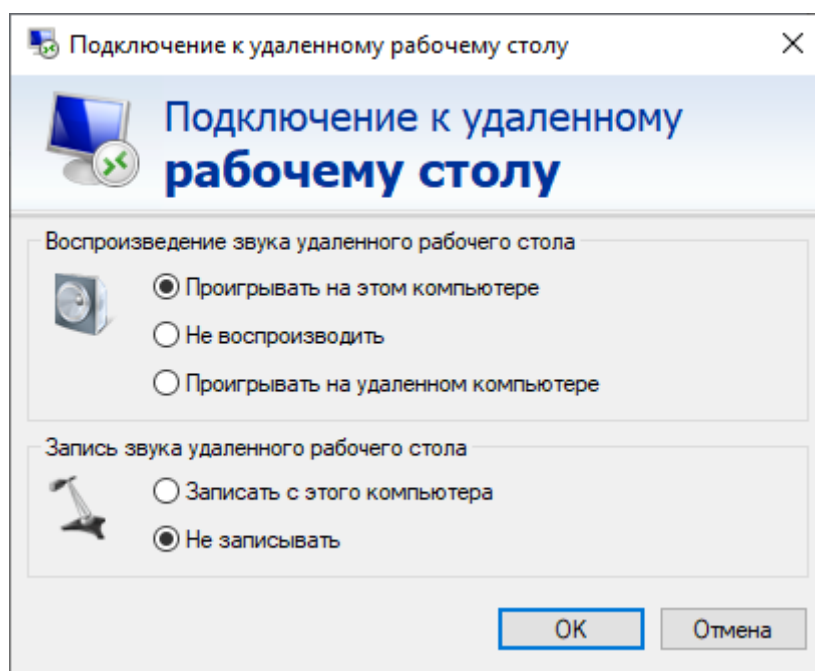 Подключение к удаленному рабочему столу
Подключение к удаленному
рабочему столу
Воспроизведение звука удаленного рабочего стола
Проигрывать на этом компьютере
Не воспроизводить
Проигрывать на удаленном компьютере
Запись звука удаленного рабочего стола
Записать с этого компьютера
Не записывать
OK Отмена